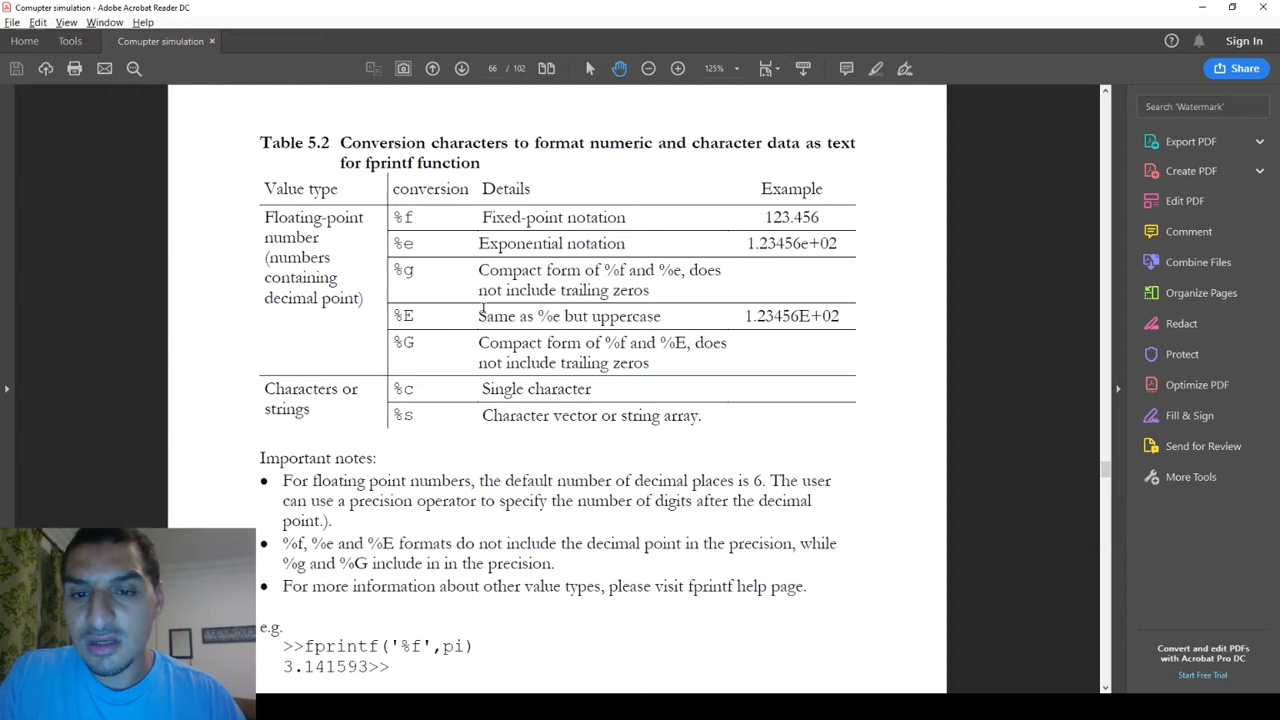 Comupter simulation - Adobe Acrobat Reader DC
File Edit View Window Help
Home Tools Comupter simulation × Sign In
66 / 102 125% Share
Table 5.2 Conversion characters to format numeric and character data as text
for fprintf function
Value type conversion Details Example
Floating-point number (numbers containing decimal point) %f Fixed-point notation 123.456
%e Exponential notation 1.23456e+02
%g Compact form of %f and %e, does
not include trailing zeros
%E Same as %e but uppercase 1.23456E+02
%G Compact form of %f and %E, does
not include trailing zeros
Characters or strings %c Single character
%s Character vector or string array.
Important notes:
● For floating point numbers, the default number of decimal places is 6. The user
can use a precision operator to specify the number of digits after the decimal
point.).
● %f, %e and %E formats do not include the decimal point in the precision, while
%g and %G include in in the precision.
● For more information about other value types, please visit fprintf help page.
e.g.
>>fprintf('%f',pi)
3.141593>>
Search 'Watermark'
Export PDF
Create PDF
Edit PDF
Comment
Combine Files
Organize Pages
Redact
Protect
Optimize PDF
Fill & Sign
Send for Review
More Tools
Convert and edit PDFs
with Acrobat Pro DC
Start Free Trial